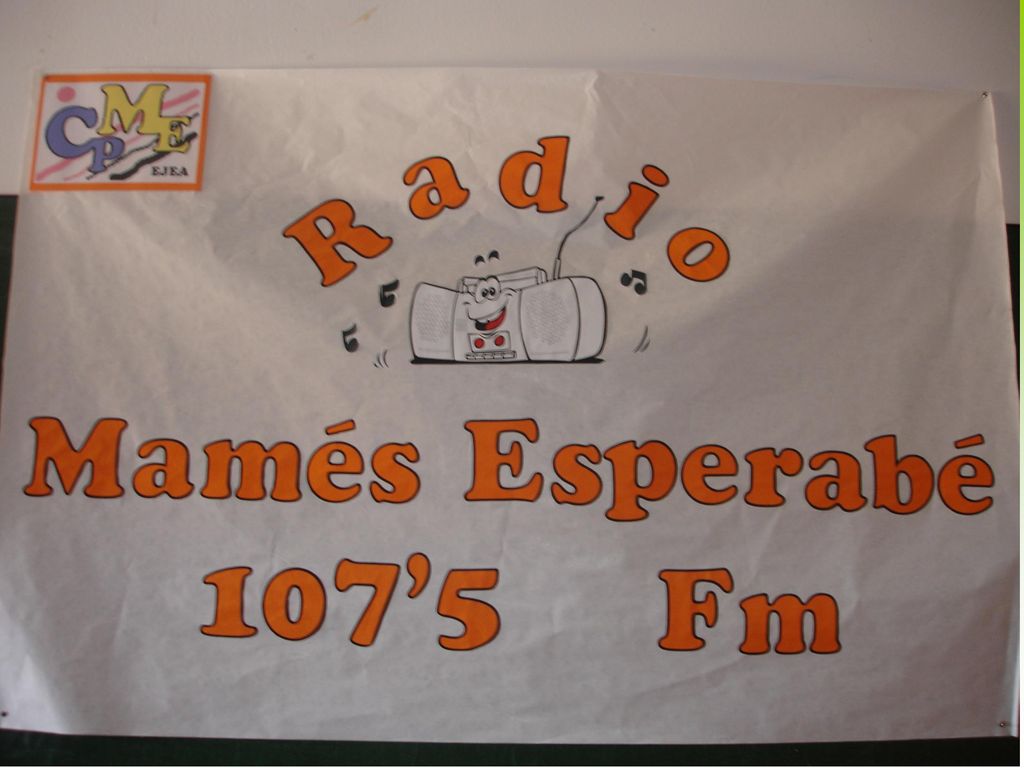 CPME
EJEA
Radio
Mamés Esperabé
107'5 Fm